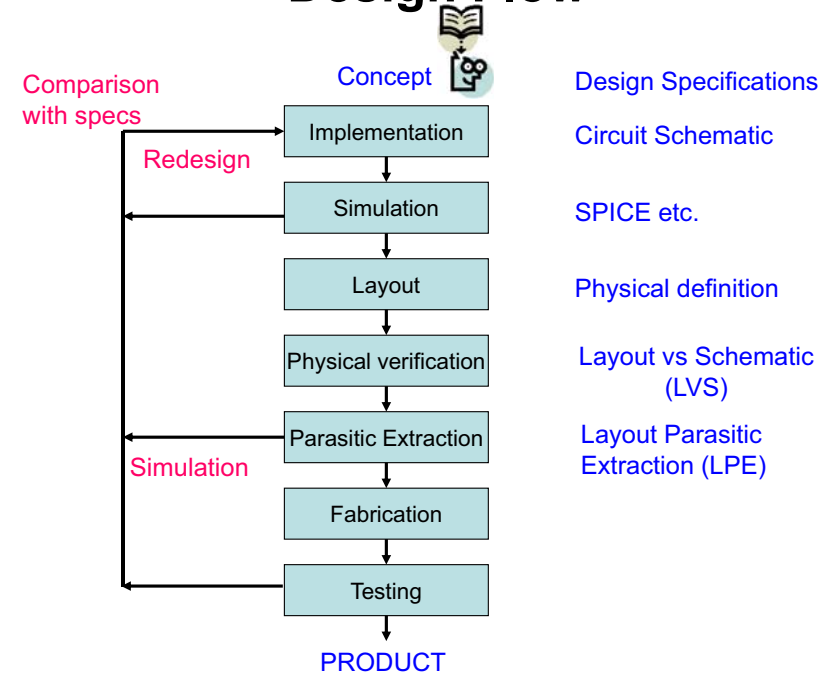 Comparison
with specs
Concept
Design Specifications
Implementation
Circuit Schematic
Redesign
Simulation
SPICE etc.
Layout
Physical definition
Physical verification
Layout vs Schematic
(LVS)
Parasitic Extraction
Layout Parasitic
Extraction (LPE)
Simulation
Fabrication
Testing
PRODUCT